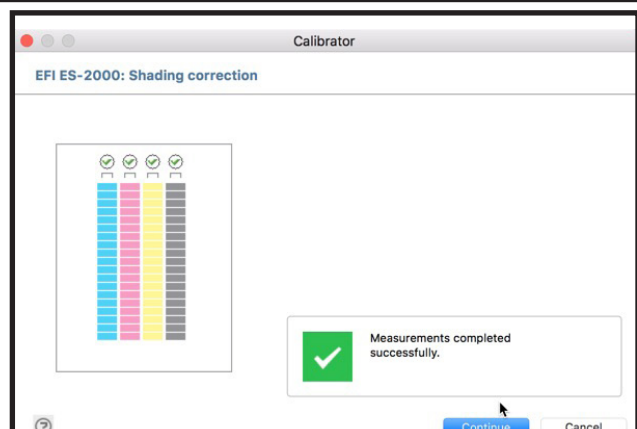 Calibrator
EFI ES-2000: Shading correction
Measurements completed
successfully.
?
Continue
Cancel